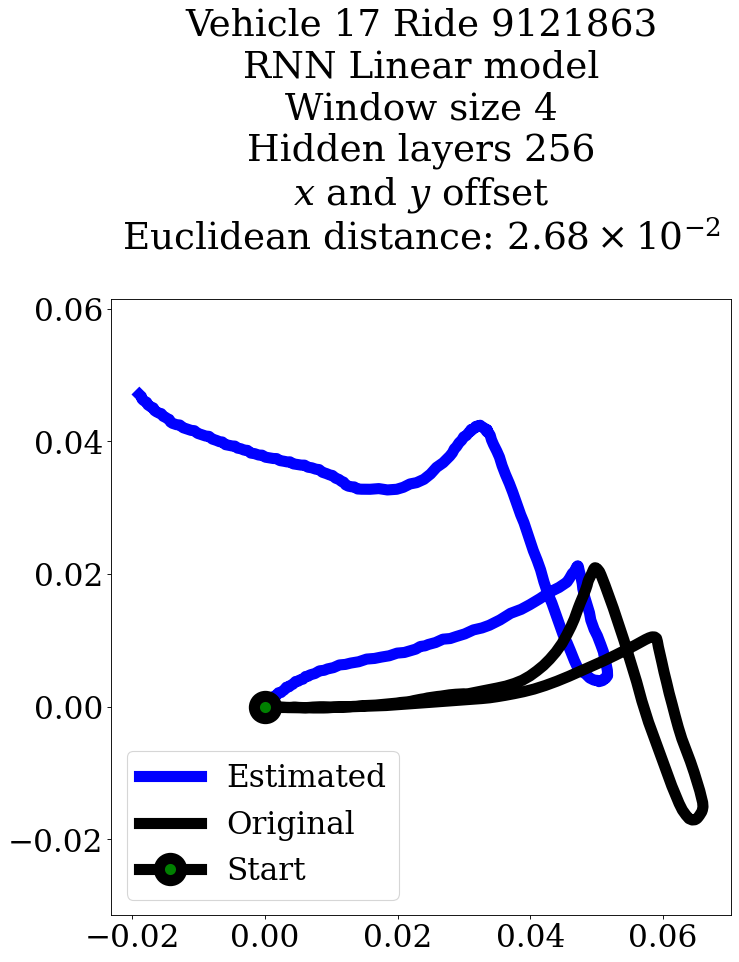 Vehicle 17 Ride 9121863
RNN Linear model
Window size 4
Hidden layers 256
x and y offset
Euclidean distance: 2.68 × 10⁻²
0.06
0.04
0.02
0.00
−0.02
Estimated
Original
Start
−0.02 0.00 0.02 0.04 0.06